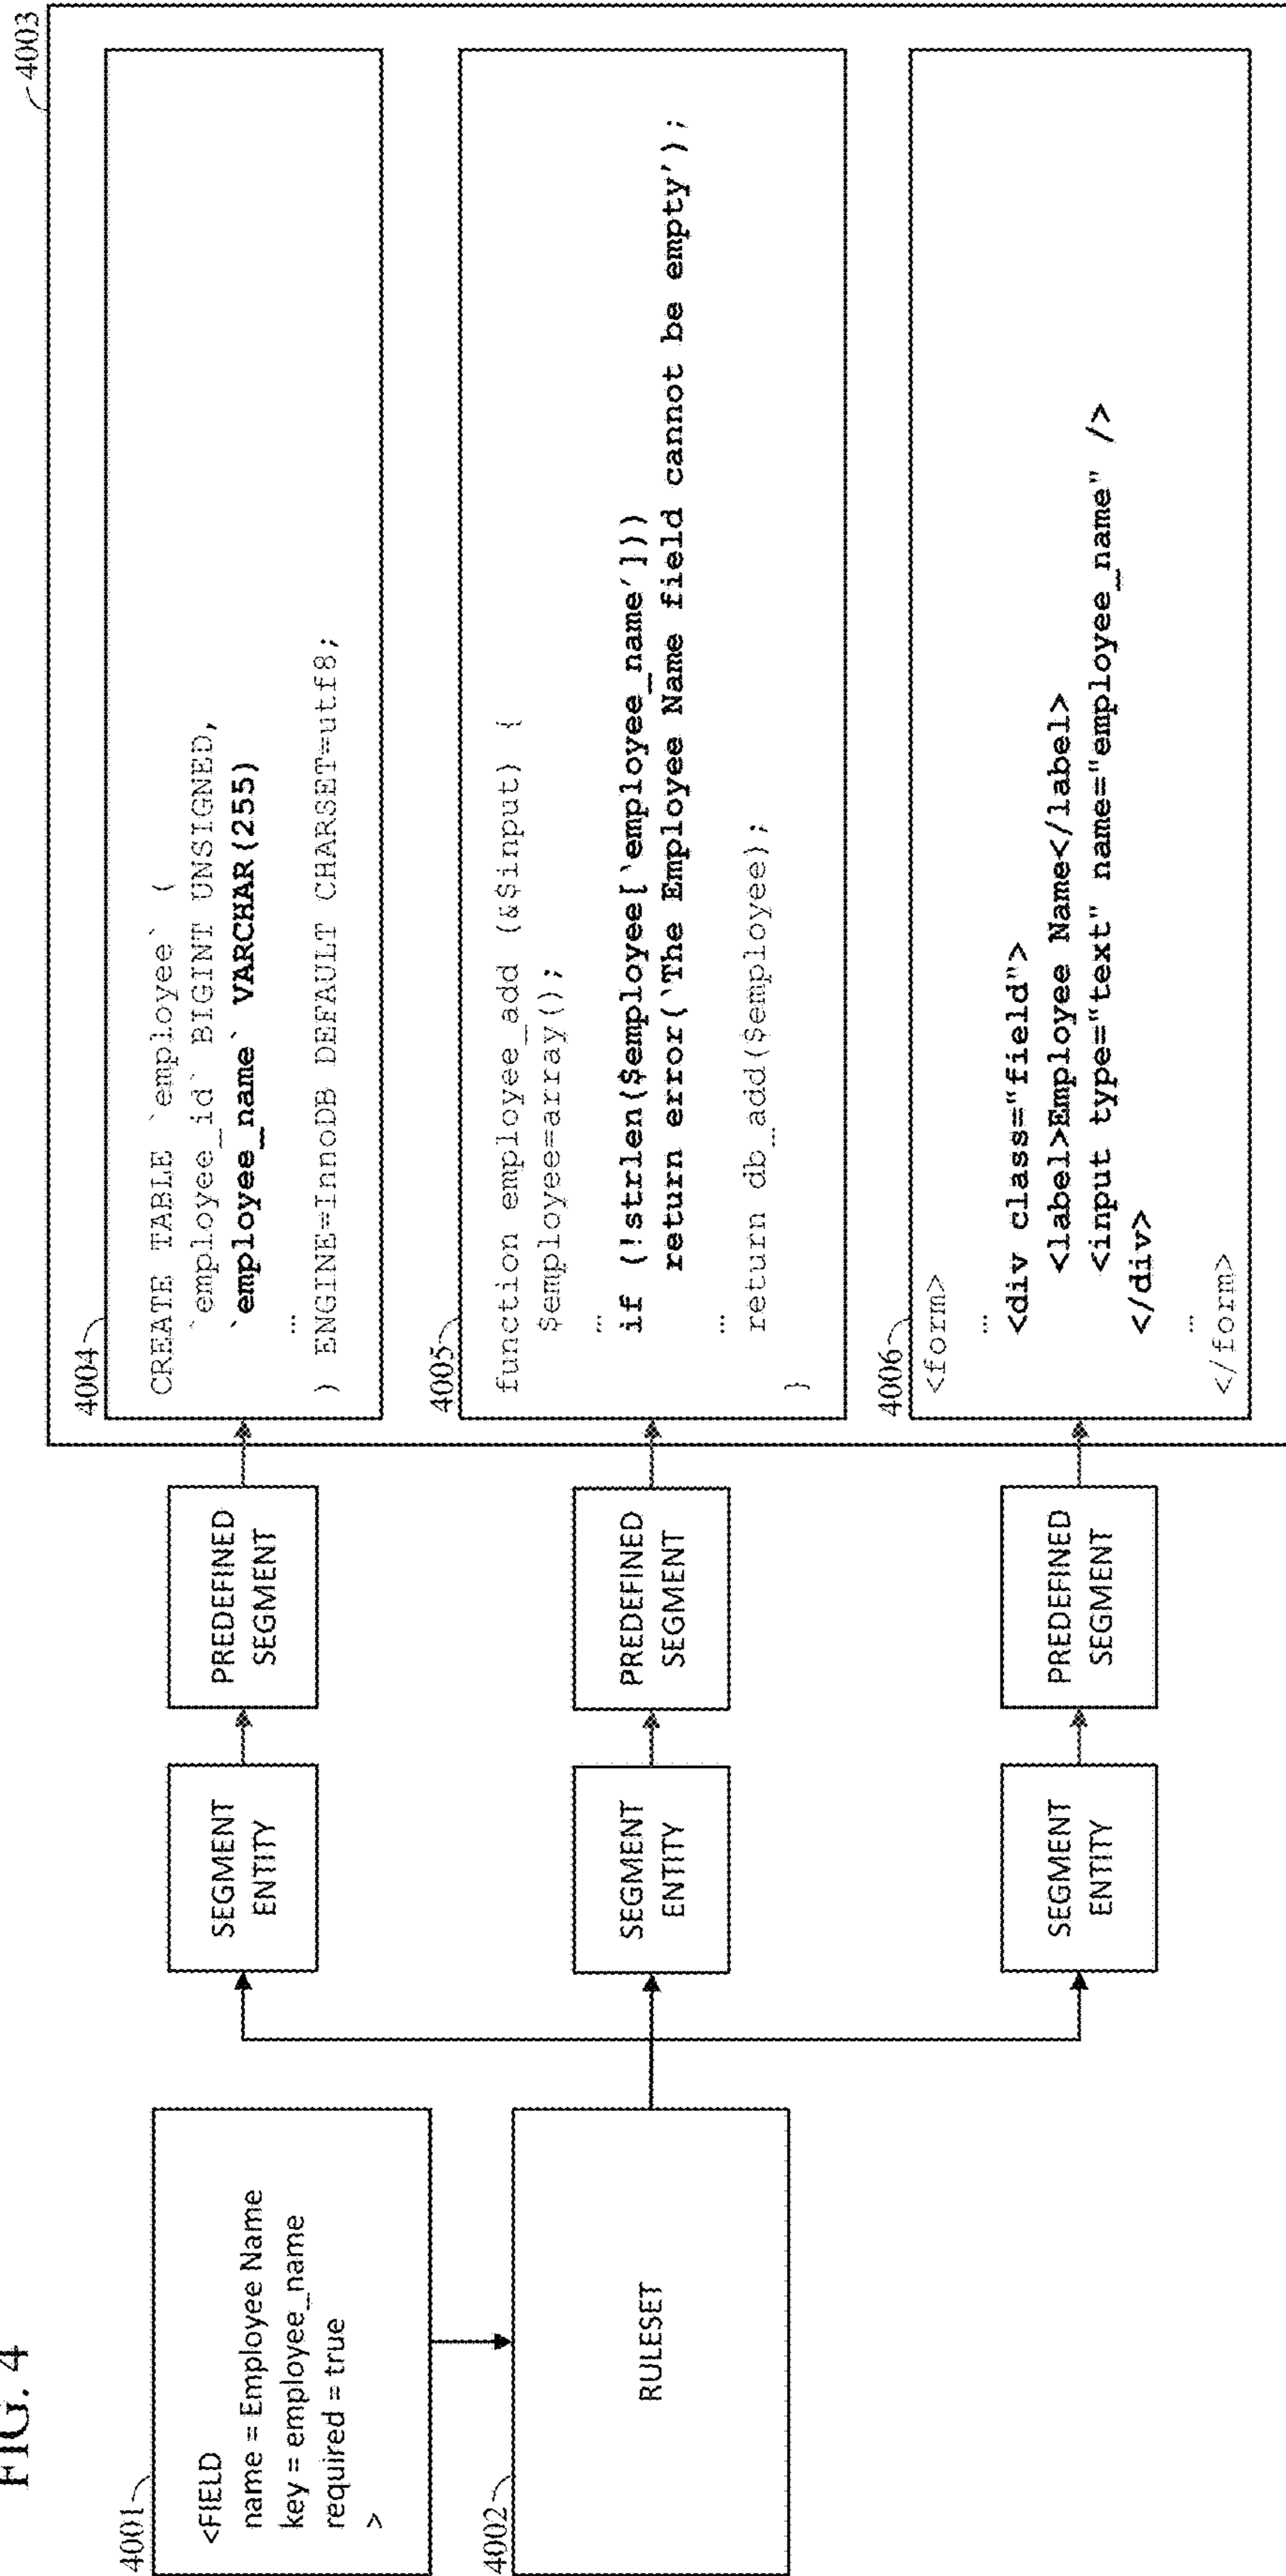 FIG. 4
4001
<FIELD
name = Employee Name
key = employee_name
required = true
>
4002
RULESET
SEGMENT
ENTITY
PREDEFINED
SEGMENT
SEGMENT
ENTITY
PREDEFINED
SEGMENT
SEGMENT
ENTITY
PREDEFINED
SEGMENT
4003
4004
CREATE TABLE `employee` (
`employee_id` BIGINT UNSIGNED,
`employee_name` VARCHAR(255)
...
) ENGINE=InnoDB DEFAULT CHARSET=utf8;
4005
function employee_add (&$input) {
$employee=array();
...
if (!strlen($employee[‘employee_name’]))
return error(‘The Employee Name field cannot be empty’);
...
return db_add($employee);
}
4006
<form>
...
<div class=“field”>
<label>Employee Name</label>
<input type=“text” name=“employee_name” />
</div>
...
</form>